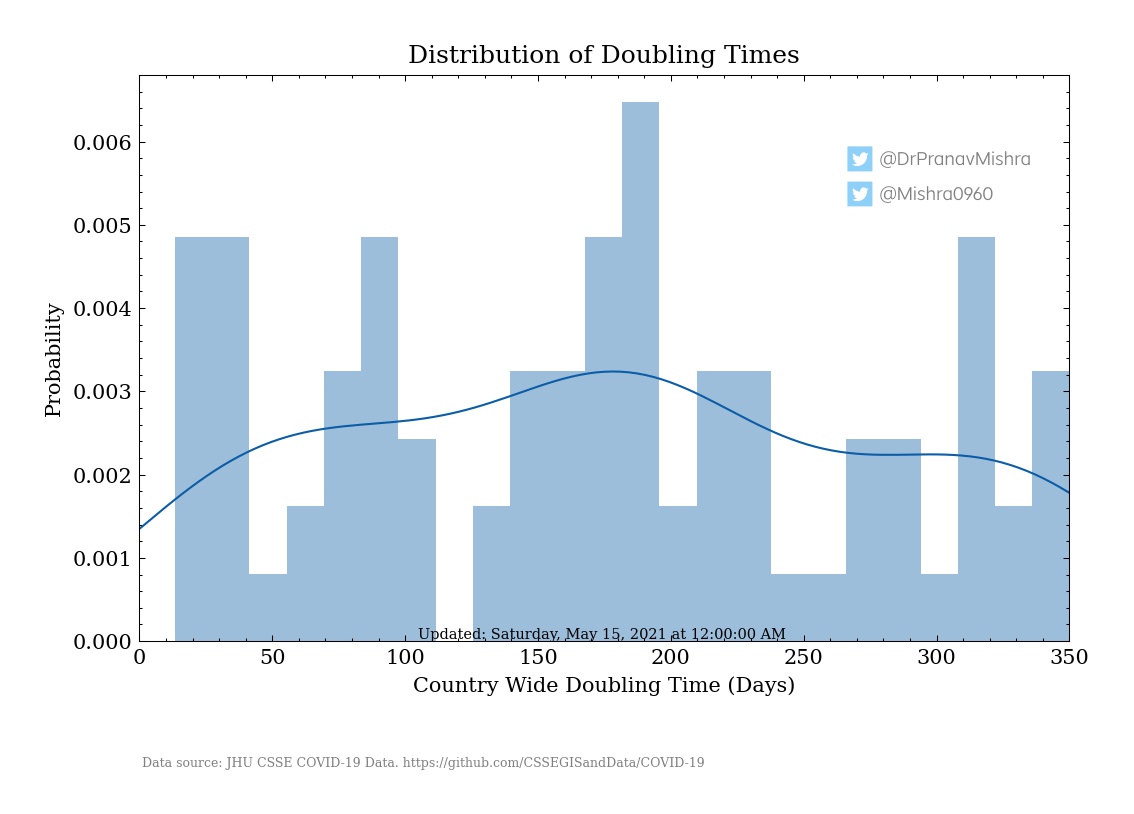 Distribution of Doubling Times
0.006
0.005
0.004
0.003
0.002
0.001
0.000
Probability
@DrPranavMishra
@Mishra0960
Updated: Saturday, May 15, 2021 at 12:00:00 AM
0 50 100 150 200 250 300 350
Country Wide Doubling Time (Days)
Data source: JHU CSSE COVID-19 Data. https://github.com/CSSEGISandData/COVID-19